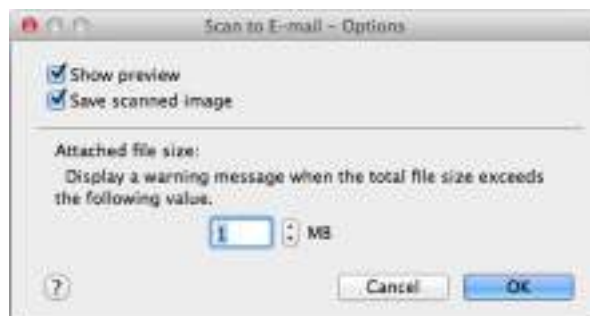 Scan to E-mail - Options
Show preview
Save scanned image
Attached file size:
Display a warning message when the total file size exceeds
the following value.
1 MB
? Cancel OK